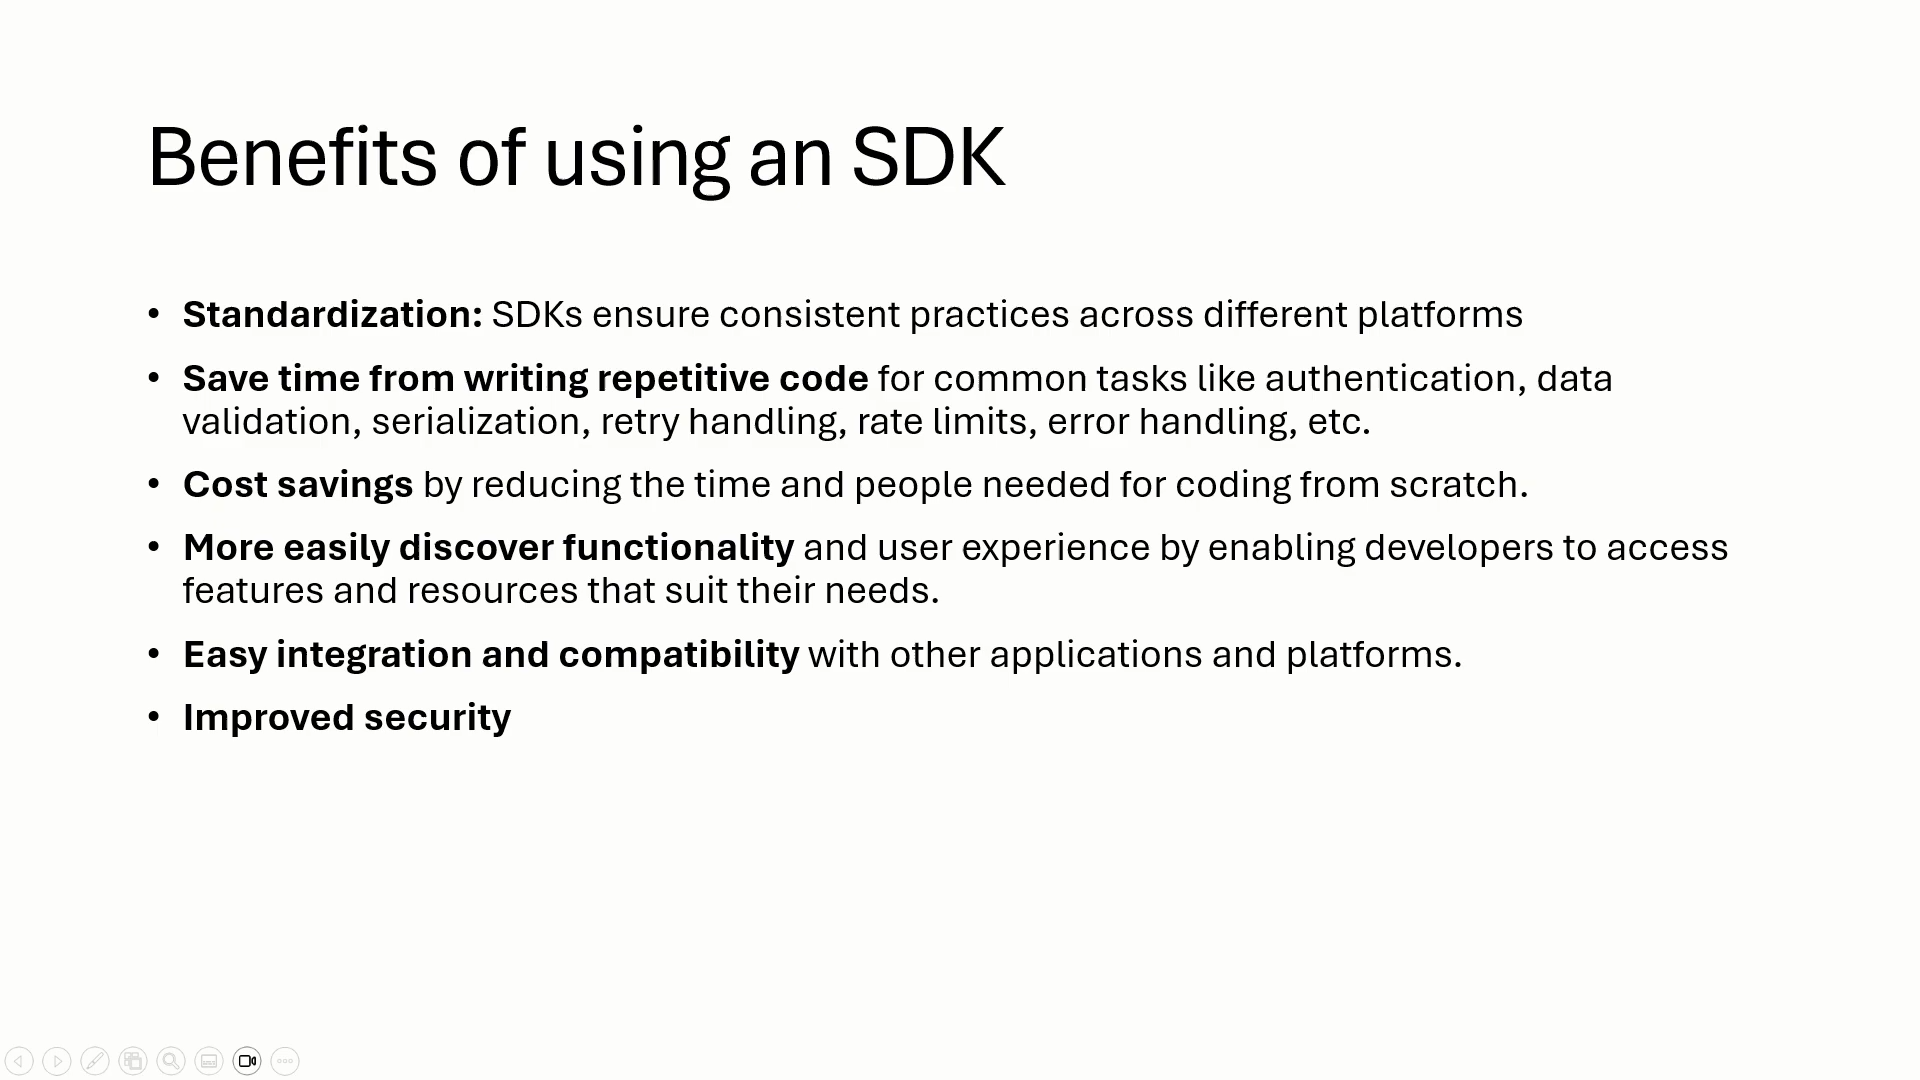 Benefits of using an SDK
• Standardization: SDKs ensure consistent practices across different platforms
• Save time from writing repetitive code for common tasks like authentication, data
validation, serialization, retry handling, rate limits, error handling, etc.
• Cost savings by reducing the time and people needed for coding from scratch.
• More easily discover functionality and user experience by enabling developers to access
features and resources that suit their needs.
• Easy integration and compatibility with other applications and platforms.
• Improved security